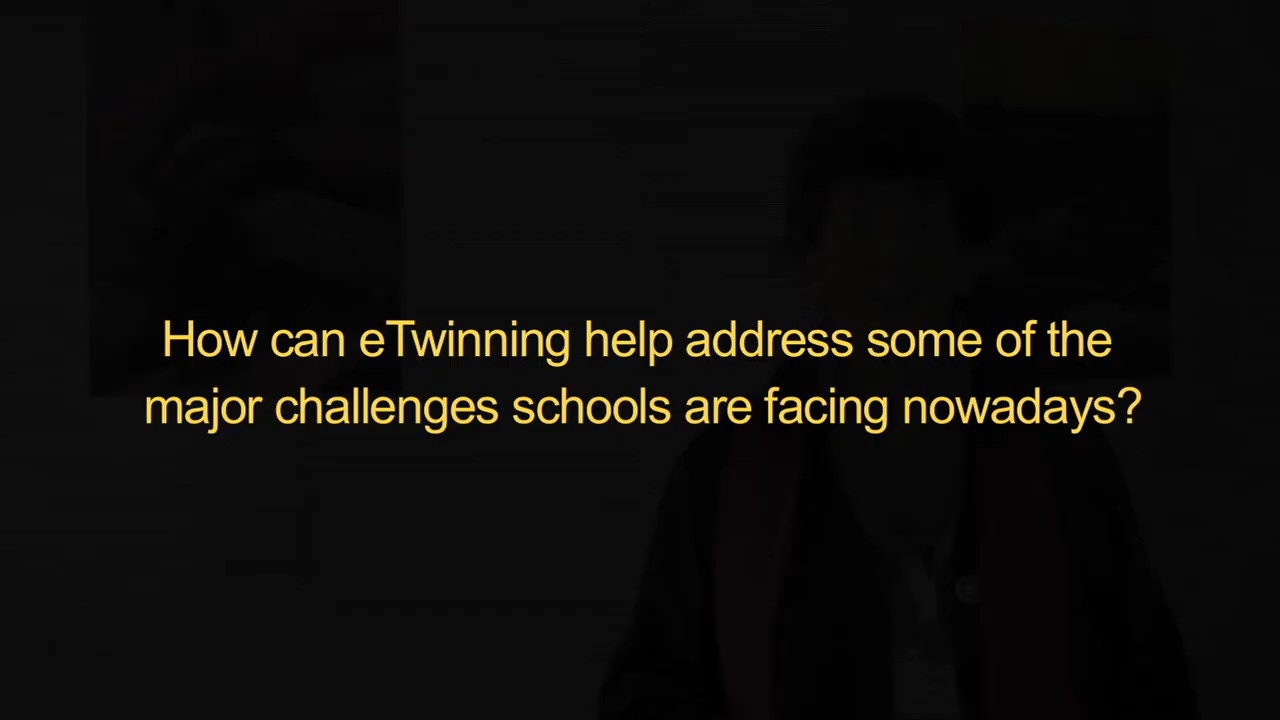 How can eTwinning help address some of the
major challenges schools are facing nowadays?